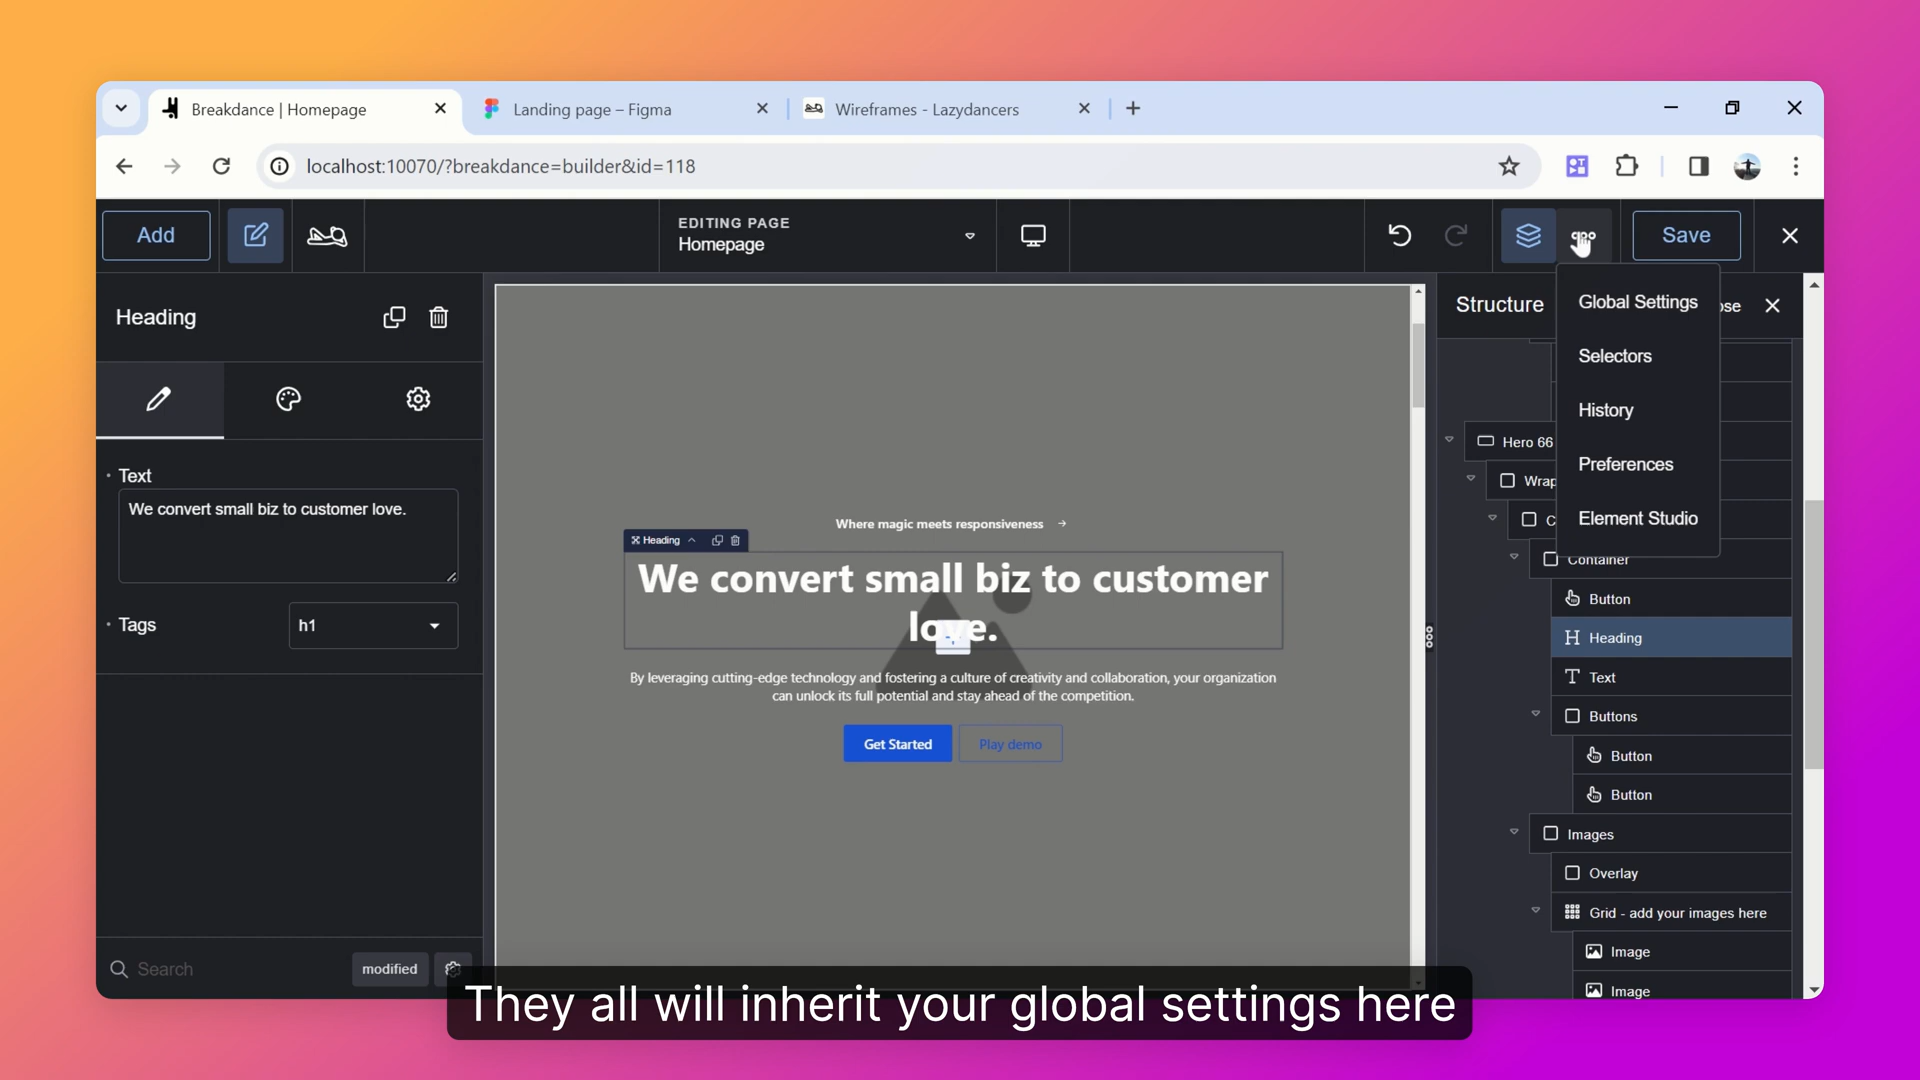 Breakdance | Homepage
Landing page – Figma
Wireframes - Lazydancers
localhost:10070/?breakdance=builder&id=118
Add
EDITING PAGE
Homepage
Save
Heading
Text
We convert small biz to customer love.
Tags
h1
Search
modified
Where magic meets responsiveness
Heading
We convert small biz to customer
love.
By leveraging cutting-edge technology and fostering a culture of creativity and collaboration, your organization
can unlock its full potential and stay ahead of the competition.
Get Started
Play demo
Structure
Global Settings
Selectors
History
Preferences
Element Studio
Hero 66
Wrap
C
Container
Button
Heading
Text
Buttons
Button
Button
Images
Overlay
Grid - add your images here
Image
Image
They all will inherit your global settings here